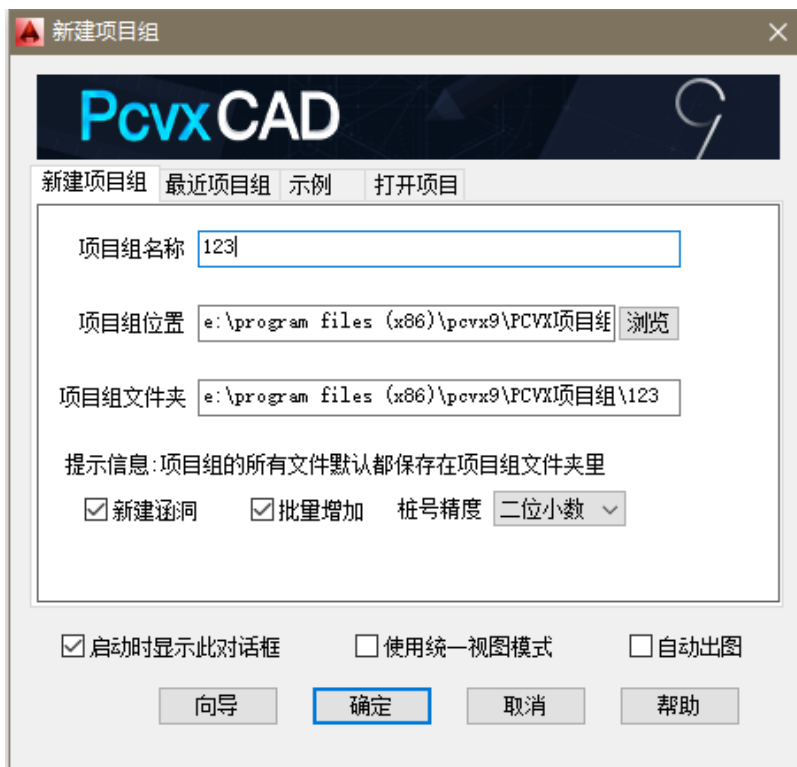 新建项目组
PcvxCAD 9
新建项目组 最近项目组 示例 打开项目
项目组名称 123
项目组位置 e:\program files (x86)\pcvx9\PCVX项目组 浏览
项目组文件夹 e:\program files (x86)\pcvx9\PCVX项目组\123
提示信息:项目组的所有文件默认都保存在项目组文件夹里
新建涵洞 批量增加 桩号精度 二位小数
启动时显示此对话框 使用统一视图模式 自动出图
向导 确定 取消 帮助